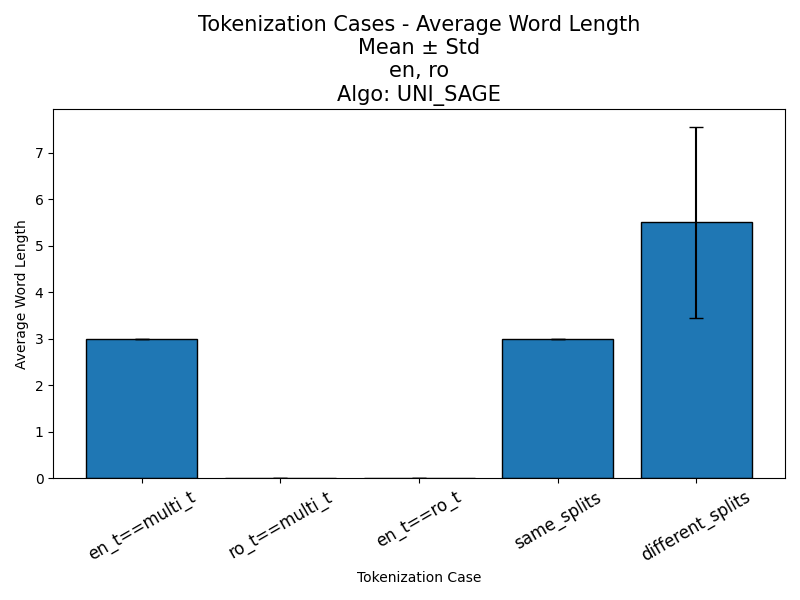 Tokenization Cases - Average Word Length
Mean ± Std
en, ro
Algo: UNI_SAGE
Average Word Length
7
6
5
4
3
2
1
0
en_t==multi_t
ro_t==multi_t
en_t==ro_t
same_splits
different_splits
Tokenization Case